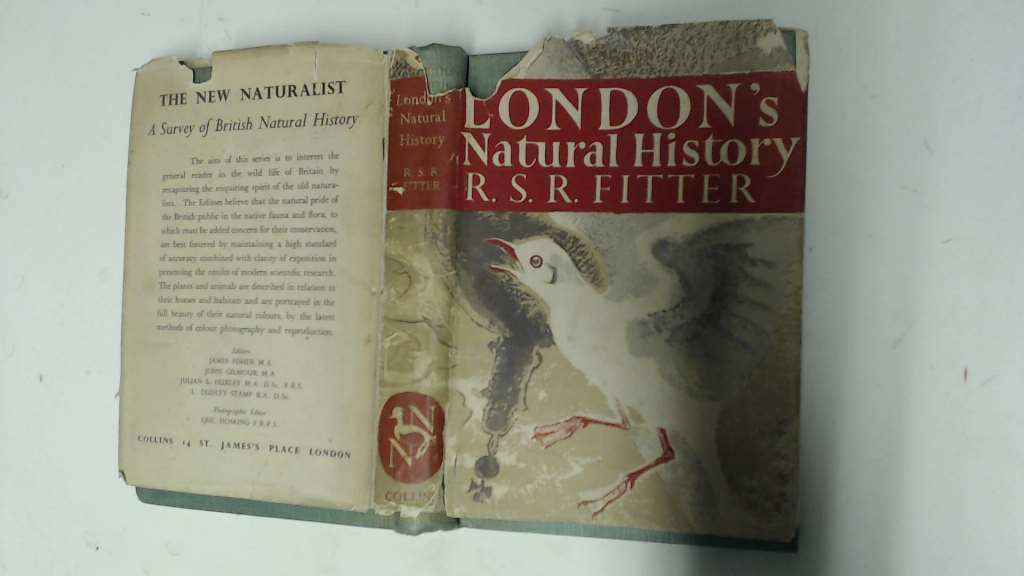 THE NEW NATURALIST
A Survey of British Natural History
The aim of this series is to interest the
general reader in the wild life of Britain by
recapturing the enquiring spirit of the old natura-
lists. The Editors believe that the natural pride of
the British public in the native fauna and flora, to
which must be added concern for their conservation,
are best fostered by maintaining a high standard
of accuracy combined with clarity of exposition in
presenting the results of modern scientific research.
The plants and animals are described in relation to
their homes and habitats and are portrayed in the
full beauty of their natural colours, by the latest
methods of colour photography and reproduction.
Editors
JAMES FISHER M.A.
JOHN GILMOUR M.A.
JULIAN S. HUXLEY M.A. D.Sc. F.R.S.
L. DUDLEY STAMP B.A. D.Sc.
Photographic Editor
ERIC HOSKING F.R.P.S.
COLLINS 14 ST. JAMES'S PLACE LONDON
London's
Natural
History
R. S. R.
FITTER
NN
COLLINS
LONDON's
Natural History
R. S. R. FITTER